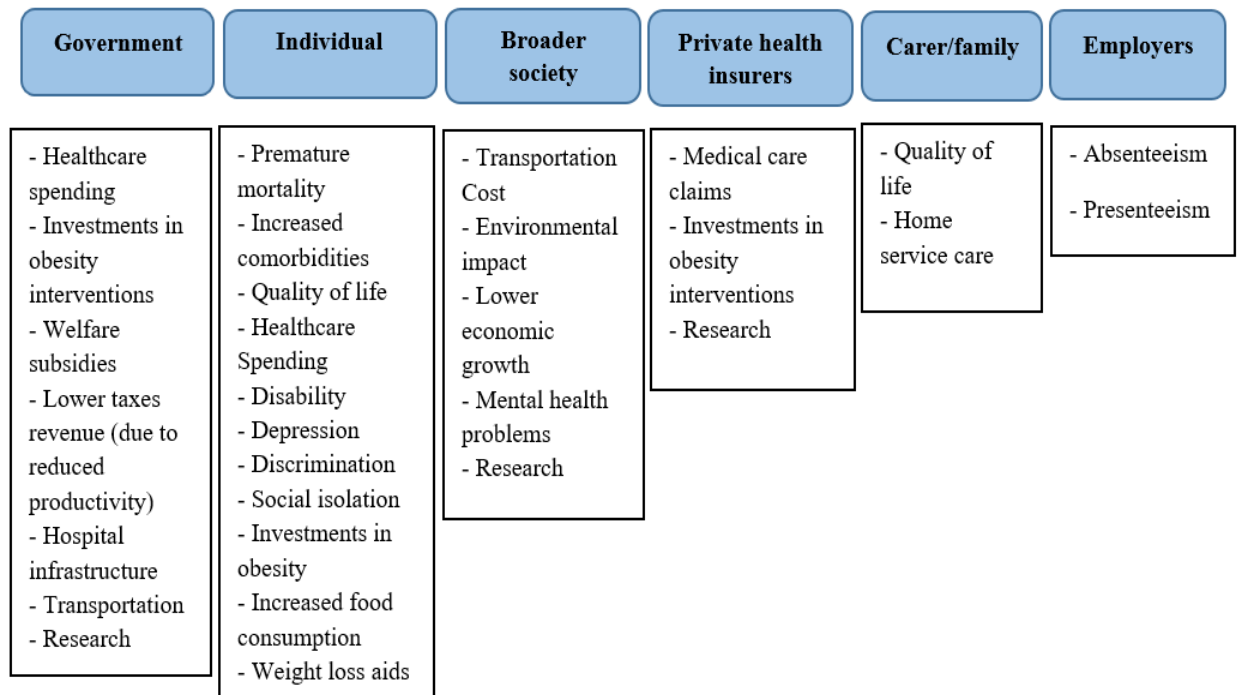 Government
- Healthcare
spending
- Investments in
obesity
interventions
- Welfare
subsidies
- Lower taxes
revenue (due to
reduced
productivity)
- Hospital
infrastructure
- Transportation
- Research
Individual
- Premature
mortality
- Increased
comorbidities
- Quality of life
- Healthcare
Spending
- Disability
- Depression
- Discrimination
- Social isolation
- Investments in
obesity
- Increased food
consumption
- Weight loss aids
Broader
society
- Transportation
Cost
- Environmental
impact
- Lower
economic
growth
- Mental health
problems
- Research
Private health
insurers
- Medical care
claims
- Investments in
obesity
interventions
- Research
Carer/family
- Quality of
life
- Home
service care
Employers
- Absenteeism
- Presenteeism